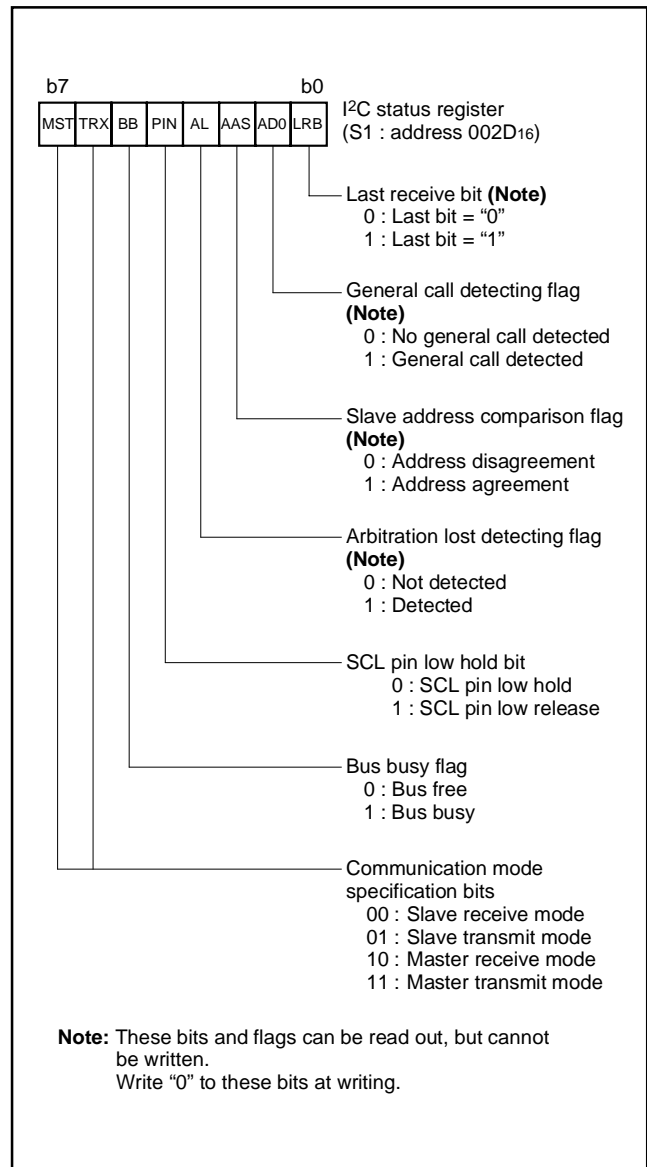 b7 b0
MST TRX BB PIN AL AAS AD0 LRB
I2C status register
(S1 : address 002D16)
Last receive bit (Note)
0 : Last bit = “0”
1 : Last bit = “1”
General call detecting flag
(Note)
0 : No general call detected
1 : General call detected
Slave address comparison flag
(Note)
0 : Address disagreement
1 : Address agreement
Arbitration lost detecting flag
(Note)
0 : Not detected
1 : Detected
SCL pin low hold bit
0 : SCL pin low hold
1 : SCL pin low release
Bus busy flag
0 : Bus free
1 : Bus busy
Communication mode
specification bits
00 : Slave receive mode
01 : Slave transmit mode
10 : Master receive mode
11 : Master transmit mode
Note: These bits and flags can be read out, but cannot
be written.
Write “0” to these bits at writing.